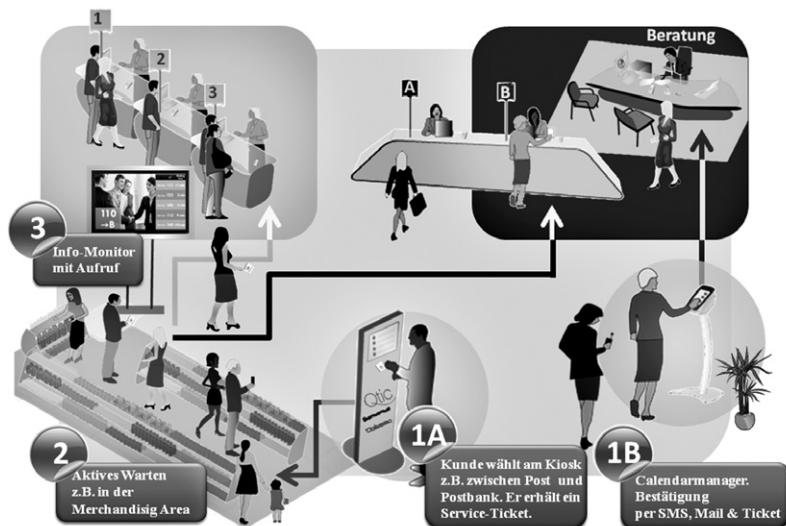 1
2
3
A
B
Beratung
110
→B
3
Info-Monitor
mit Aufruf
Qtic
1A
Kunde wählt am Kiosk
z.B. zwischen Post und
Postbank. Er erhält ein
Service-Ticket.
1B
Calendarmanager.
Bestätigung
per SMS, Mail & Ticket
2
Aktives Warten
z.B. in der
Merchandisig Area